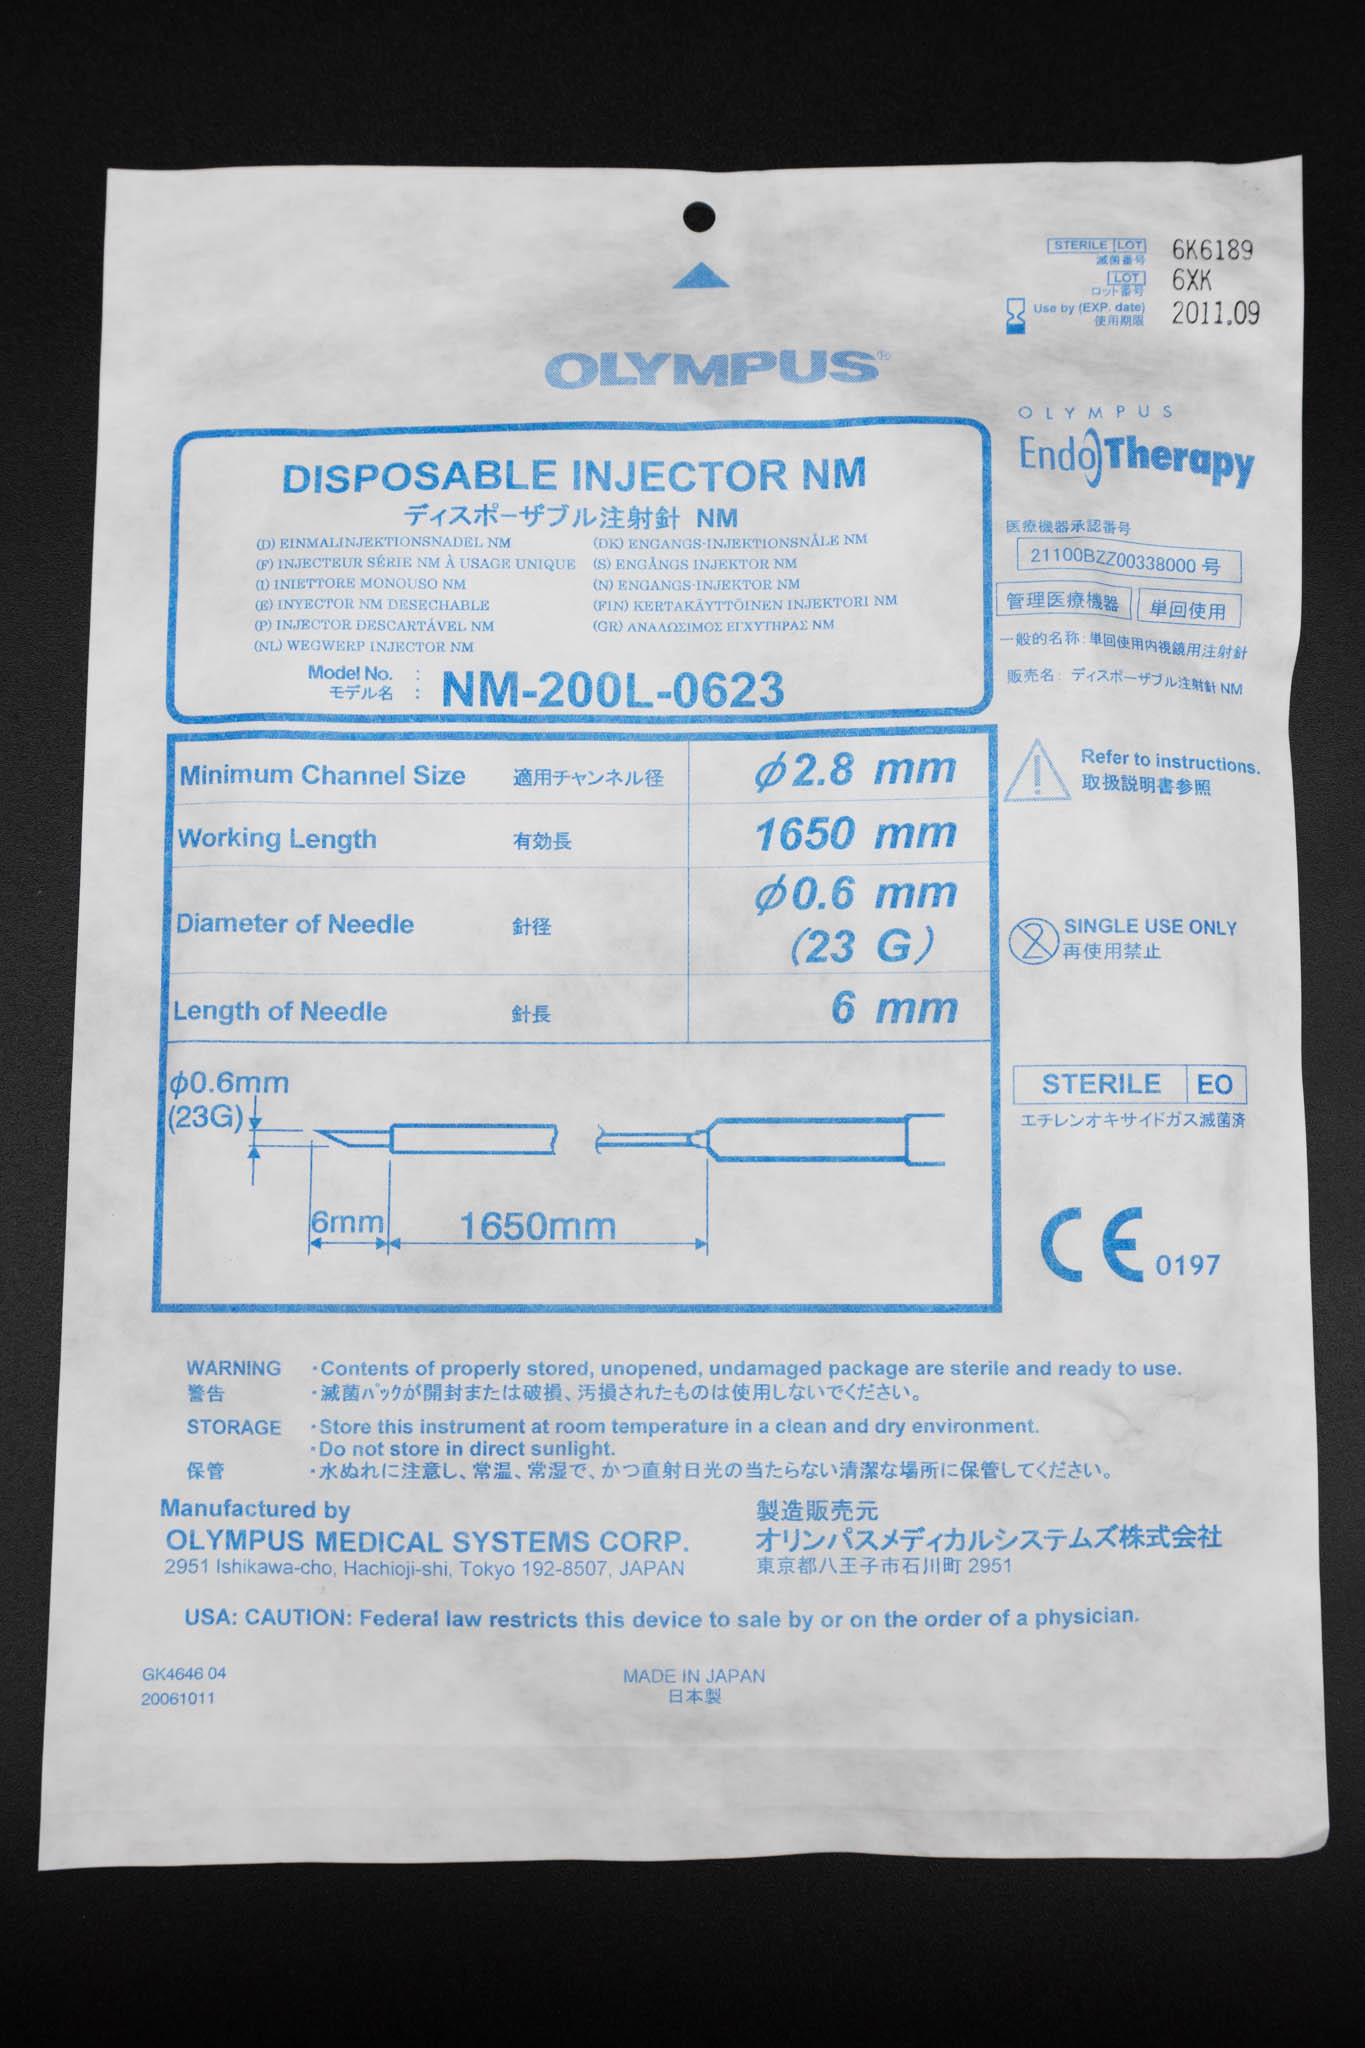 STERILE LOT 6K6189
滅菌番号
LOT 6XK
ロット番号
Use by (EXP. date) 2011.09
使用期限
OLYMPUS®
OLYMPUS
EndoTherapy
DISPOSABLE INJECTOR NM
ディスポーザブル注射針 NM
(D) EINMALINJEKTIONSNADEL NM
(F) INJECTEUR SÉRIE NM À USAGE UNIQUE
(I) INIETTORE MONOUSO NM
(E) INYECTOR NM DESECHABLE
(P) INJECTOR DESCARTÁVEL NM
(NL) WEGWERP INJECTOR NM
(DK) ENGANGS-INJEKTIONSNÅLE NM
(S) ENGÅNGS INJEKTOR NM
(N) ENGANGS-INJEKTOR NM
(FIN) KERTAKÄYTTÖINEN INJEKTORI NM
(GR) ΑΝΑΛΩΣΙΜΟΣ ΕΓΧΥΤΗΡΑΣ NM
Model No. :
モデル名 : NM-200L-0623
医療機器承認番号
21100BZZ00338000 号
管理医療機器 単回使用
一般的名称: 単回使用内視鏡用注射針
販売名: ディスポーザブル注射針 NM
Minimum Channel Size 適用チャンネル径 φ2.8 mm
Working Length 有効長 1650 mm
Diameter of Needle 針径 φ0.6 mm
(23 G)
Length of Needle 針長 6 mm
φ0.6mm
(23G)
6mm 1650mm
Refer to instructions.
取扱説明書参照
2 SINGLE USE ONLY
再使用禁止
STERILE EO
エチレンオキサイドガス滅菌済
CE 0197
WARNING ・Contents of properly stored, unopened, undamaged package are sterile and ready to use.
警告 ・滅菌パックが開封または破損、汚損されたものは使用しないでください。
STORAGE ・Store this instrument at room temperature in a clean and dry environment.
・Do not store in direct sunlight.
保管 ・水ぬれに注意し、常温、常湿で、かつ直射日光の当たらない清潔な場所に保管してください。
Manufactured by
OLYMPUS MEDICAL SYSTEMS CORP.
2951 Ishikawa-cho, Hachioji-shi, Tokyo 192-8507, JAPAN
製造販売元
オリンパスメディカルシステムズ株式会社
東京都八王子市石川町 2951
USA: CAUTION: Federal law restricts this device to sale by or on the order of a physician.
GK4646 04
20061011
MADE IN JAPAN
日本製